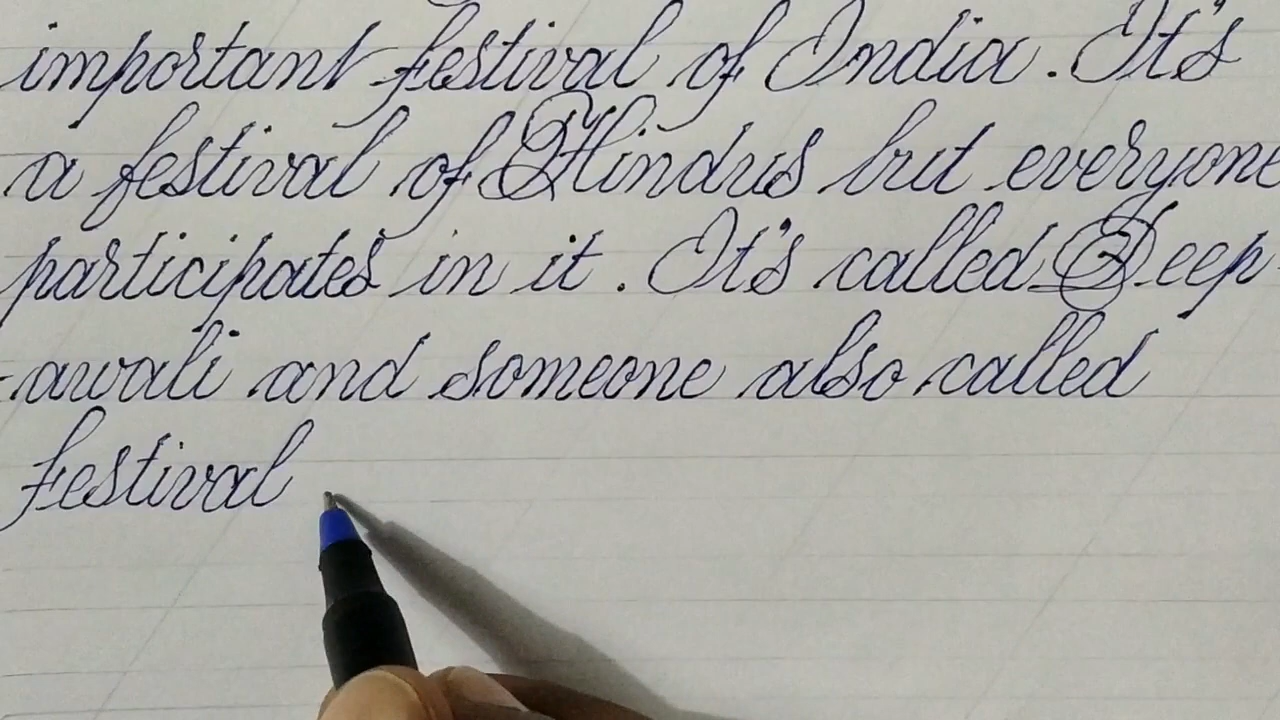 important festival of India. It's
a festival of Hindus but everyone
participates in it. It's called Deep-
-awali and someone also called
festival